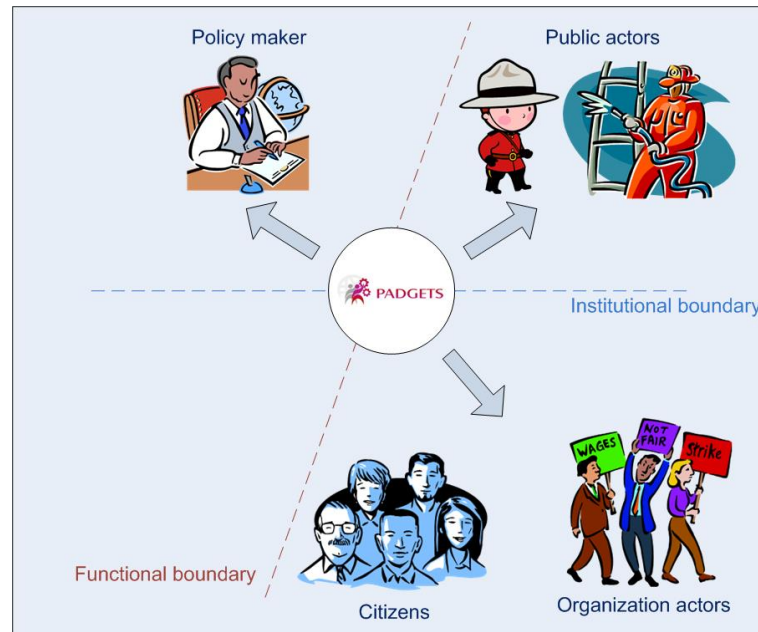 Policy maker
Public actors
PADGETS
Institutional boundary
WAGES
NOT
FAIR
strike
Functional boundary
Citizens
Organization actors